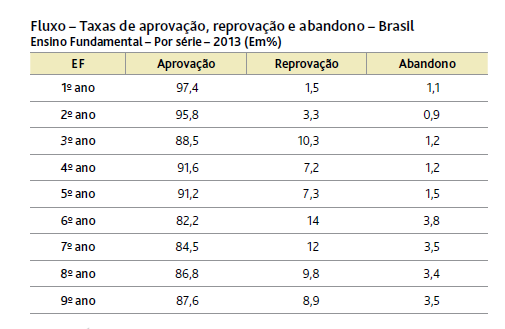 Fluxo – Taxas de aprovação, reprovação e abandono – Brasil
Ensino Fundamental – Por série – 2013 (Em%)
EF Aprovação Reprovação Abandono
1º ano 97,4 1,5 1,1
2º ano 95,8 3,3 0,9
3º ano 88,5 10,3 1,2
4º ano 91,6 7,2 1,2
5º ano 91,2 7,3 1,5
6º ano 82,2 14 3,8
7º ano 84,5 12 3,5
8º ano 86,8 9,8 3,4
9º ano 87,6 8,9 3,5